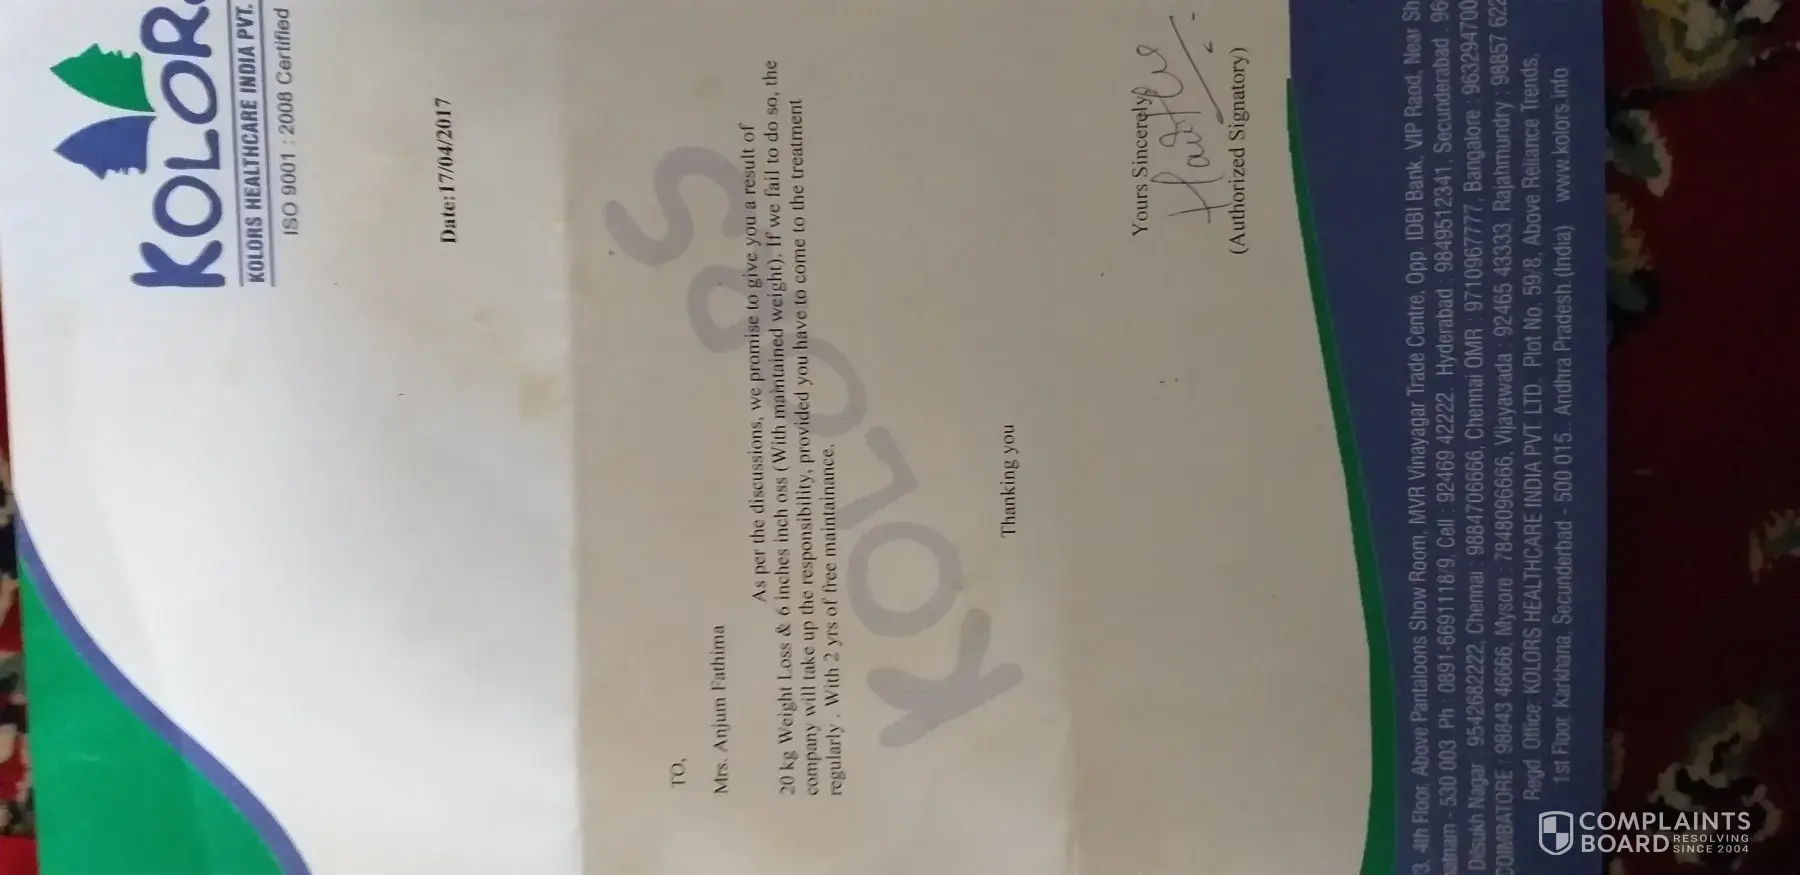 KOLORS
KOLORS HEALTHCARE INDIA PVT.
ISO 9001 : 2008 Certified
Date:17/04/2017
TO,
Mrs. Anjum Fathima
As per the discussions, we promise to give you a result of
20 kg Weight Loss & 6 inches inch oss (With maintained weight). If we fail to do so, the
company will take up the responsibility, provided you have to come to the treatment
regularly . With 2 yrs of free maintainance.
KOLORS
Thanking you
Yours Sincerely,
(Authorized Signatory)
3, 4th Floor, Above Pantaloons Show Room, MVR Vinayagar Trade Centre, Opp. IDBI Bank, VIP Raod, Near Sh
patnam - 530 003 Ph : 0891-6691118/9 Cell : 92469 42222, Hyderabad : 9849512341, Secunderabad : 96
Dilsukh Nagar : 9542682222, Chennai : 9884706666, Chennai OMR : 9710967777, Bangalore : 963294700
COIMBATORE : 98843 46666, Mysore : 7848096666, Vijayawada : 92465 43333, Rajahmundry : 98857 622
Regd. Office. KOLORS HEALTHCARE INDIA PVT. LTD. Plot No. 59/8, Above Reliance Trends,
1st Floor, Karkhana, Secunderbad - 500 015.. Andhra Pradesh.(India) www.kolors.info
COMPLAINTS
BOARD RESOLVING
SINCE 2004